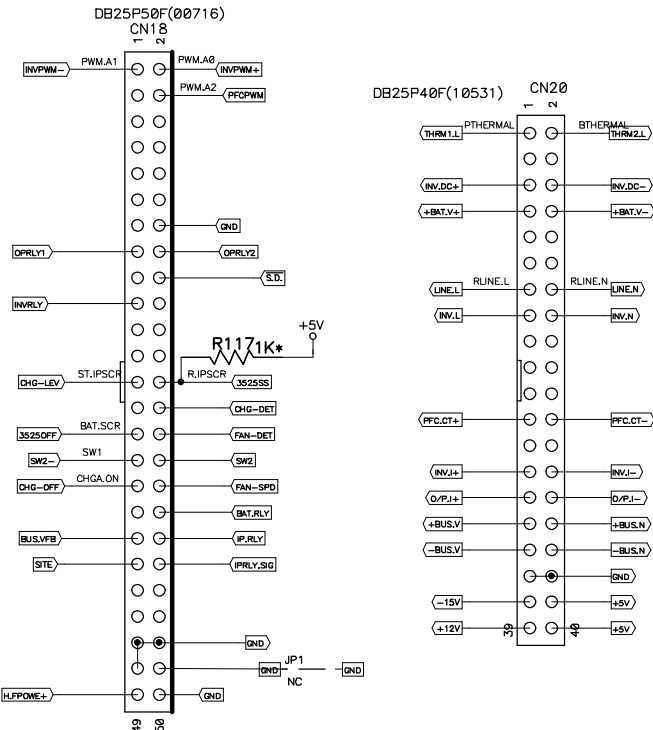 DB25P50F(00716)
CN18
1 2
INVPWM- PWM.A1 PWM.A0 INVPWM+
PWM.A2 PFCPWM
GND
OPRLY1 OPRLY2
S.D.
INVRLY
+5V
R117 1K*
CHG-LEV ST.IPSCR R.IPSCR 3525SS
CHG-DET
3525OFF BAT.SCR FAN-DET
SW2- SW1 SW2
CHG-OFF CHGA.ON FAN-SPD
BAT.RLY
BUS.VFB IP.RLY
SITE IPRLY.SIG
GND
GND JP1 GND
NC
H.FPOWE+ GND
49 50
DB25P40F(10531) CN20
1 2
THRM1.L PTHERMAL BTHERMAL THRM2.L
INV.DC+ INV.DC-
+BAT.V+ +BAT.V-
LINE.L RLINE.L RLINE.N LINE.N
INV.L INV.N
PFC.CT+ PFC.CT-
INV.I+ INV.I-
O/P.I+ O/P.I-
+BUS.V +BUS.N
-BUS.V -BUS.N
GND
-15V +5V
+12V 39 40 +5V